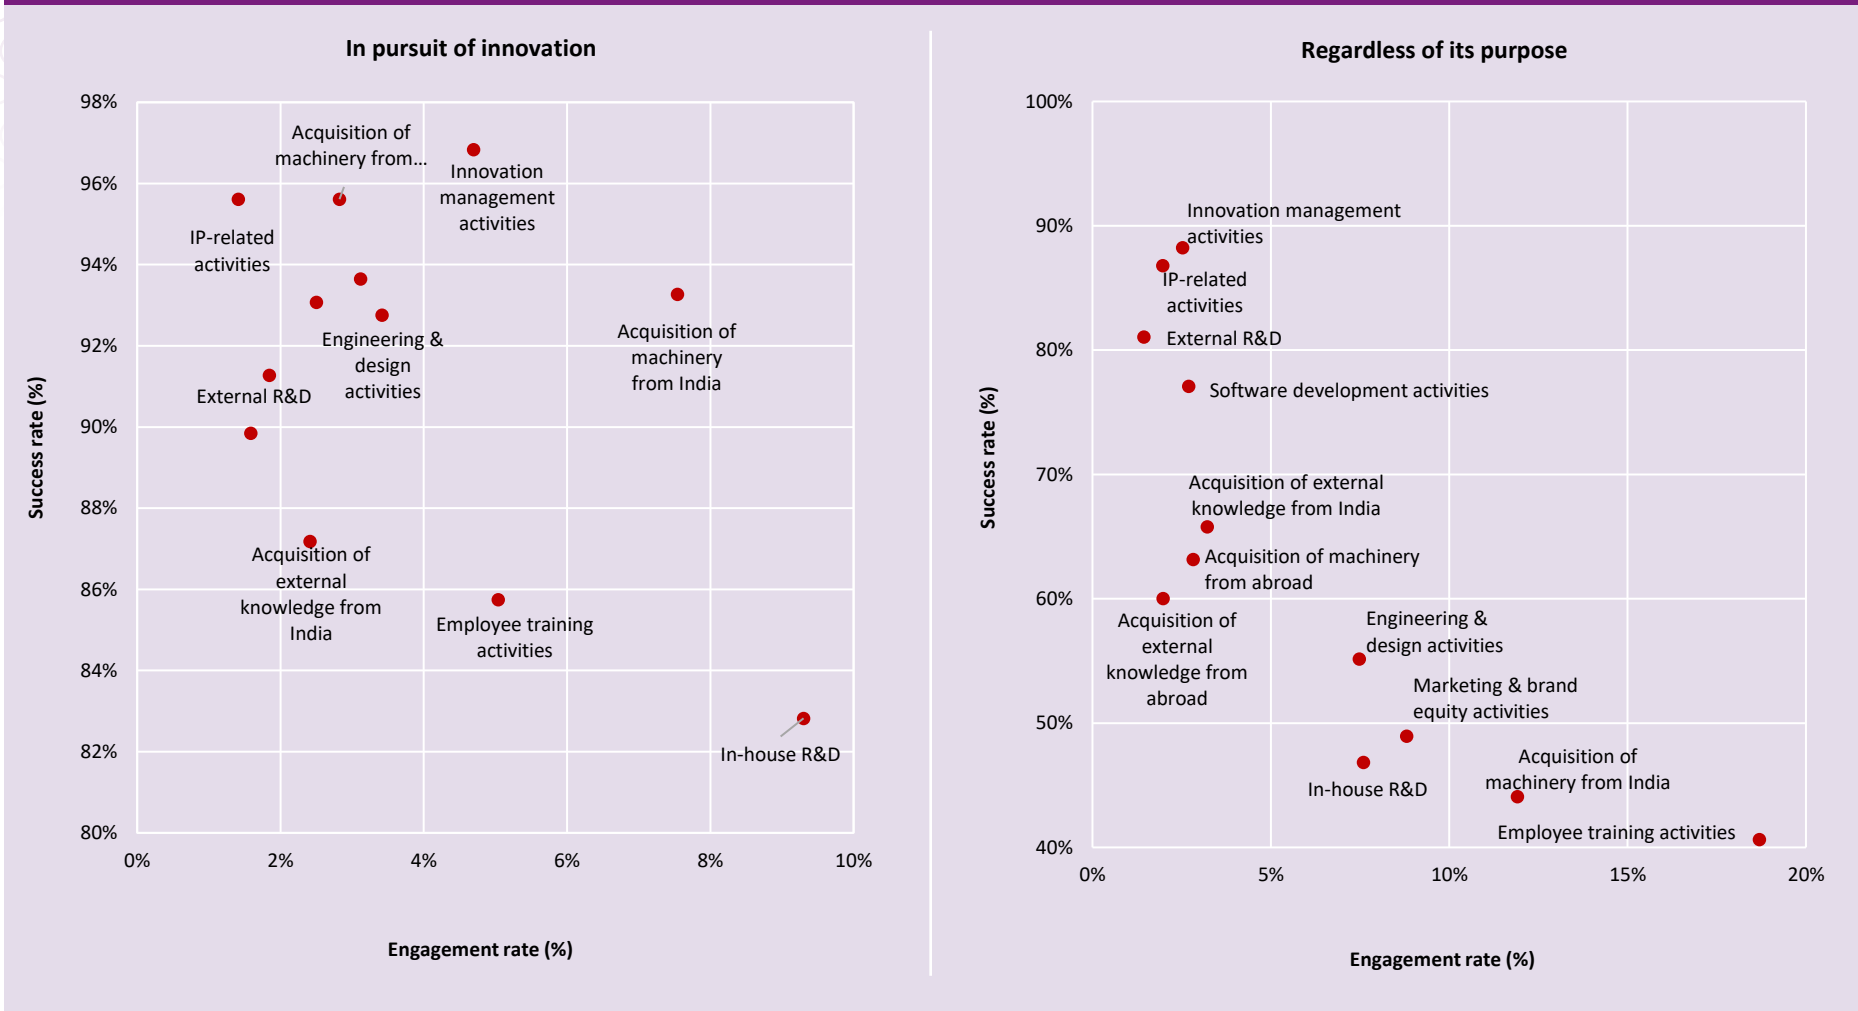 In pursuit of innovation
98%
96%
94%
92%
90%
88%
86%
84%
82%
80%
0%
2%
4%
6%
8%
10%
Success rate (%)
Engagement rate (%)
Acquisition of
machinery from...
Innovation
management
activities
IP-related
activities
Engineering &
design
activities
Acquisition of
machinery
from India
External R&D
Acquisition of
external
knowledge from
India
Employee training
activities
In-house R&D
Regardless of its purpose
100%
90%
80%
70%
60%
50%
40%
0%
5%
10%
15%
20%
Success rate (%)
Engagement rate (%)
Innovation management
activities
IP-related
activities
External R&D
Software development activities
Acquisition of external
knowledge from India
Acquisition of machinery
from abroad
Acquisition of
external
knowledge from
abroad
Engineering &
design activities
Marketing & brand
equity activities
In-house R&D
Acquisition of
machinery from India
Employee training activities